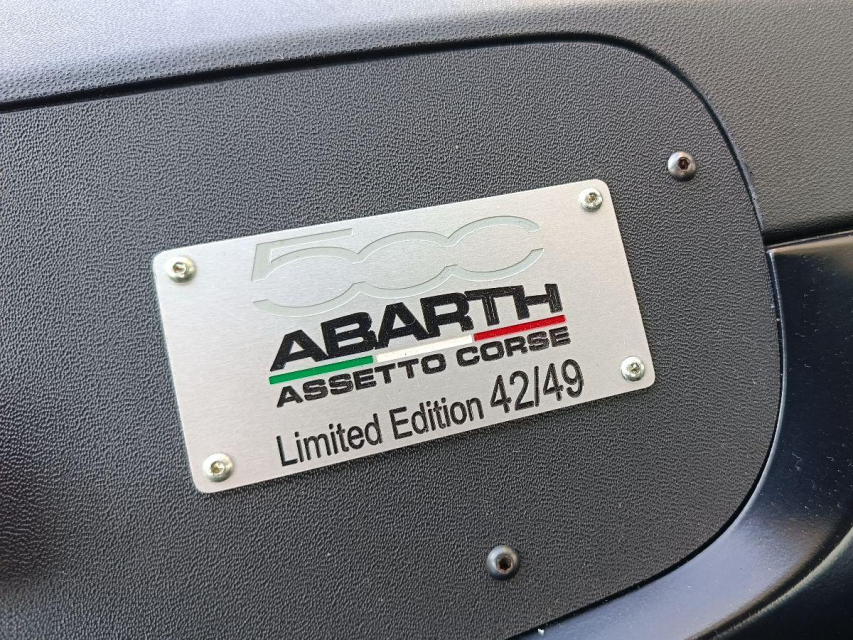 500
ABARTH
ASSETTO CORSE
Limited Edition 42/49